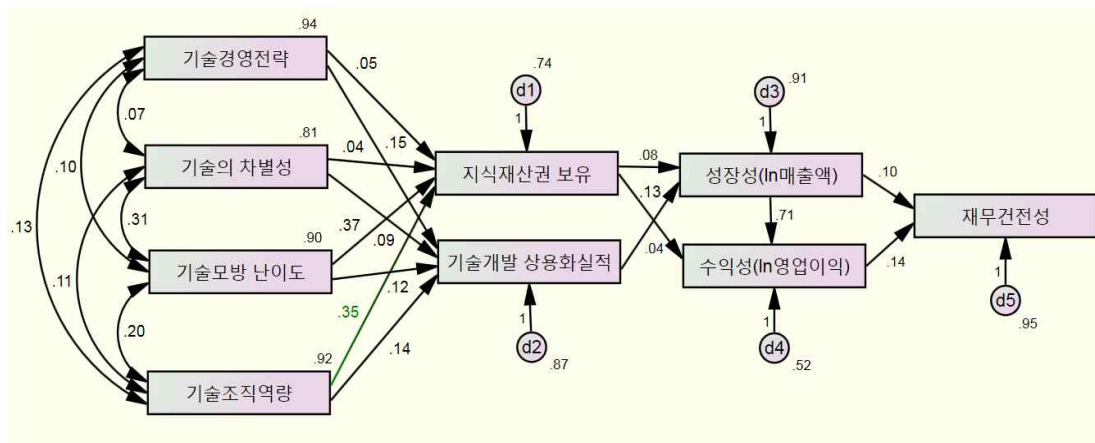 .94
기술경영전략
.05
.74
d1
1
.91
d3
1
.07
.15
.81
기술의 차별성
.04
지식재산권 보유
.08
성장성(ln매출액)
.10
.10
.13
.31
.37
.09
.71
재무건전성
.13
.90
기술모방 난이도
기술개발 상용화실적
.04
수익성(ln영업이익)
.14
.11
.12
1
d5
.95
.20
.35
.14
1
d2
.87
1
d4
.52
.92
기술조직역량